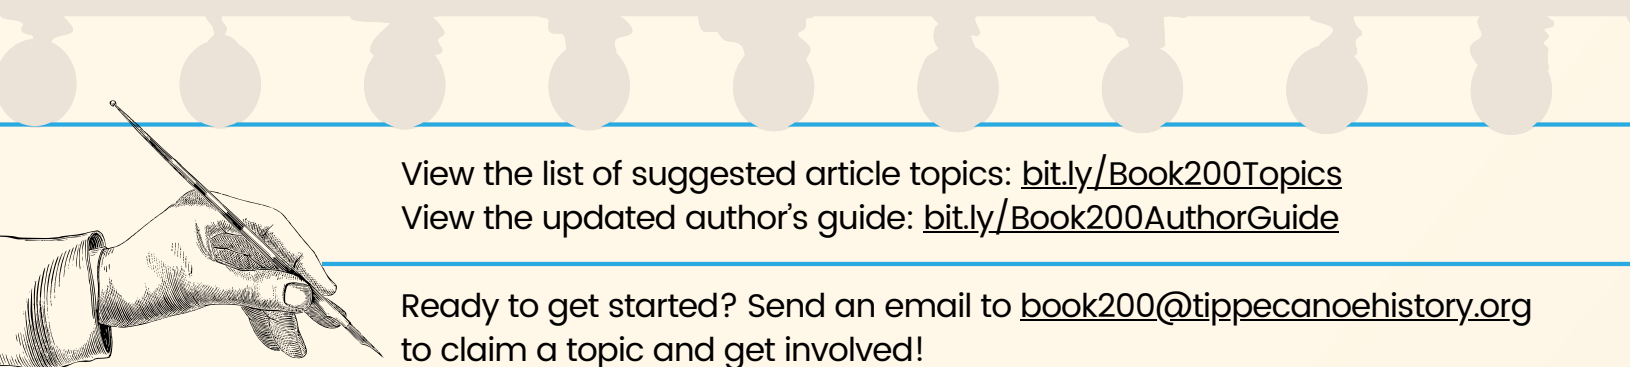 View the list of suggested article topics: bit.ly/Book200Topics
View the updated author's guide: bit.ly/Book200AuthorGuide
Ready to get started? Send an email to book200@tippecanoehistory.org
to claim a topic and get involved!